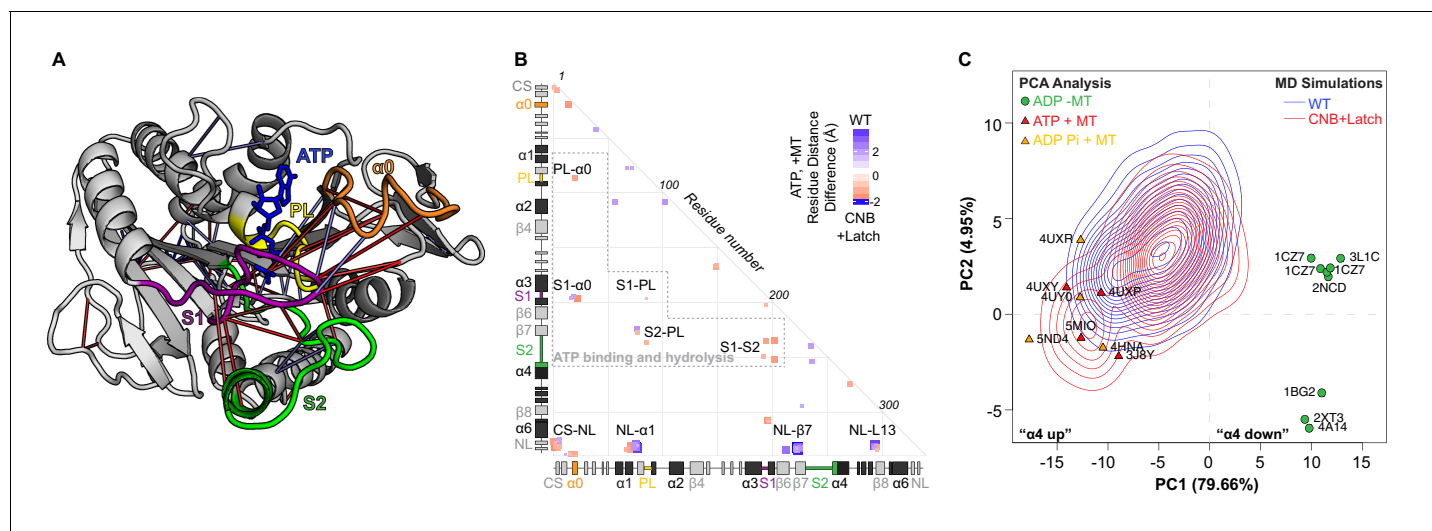 A
ATP
α0
PL
S1
S2
B
CS
α0
α1
PL
α2
β4
α3
S1
β6
β7
S2
α4
β8
α6
NL
1
100
200
300
Residue number
PL-α0
S1-α0
S1-PL
S2-PL
S1-S2
ATP binding and hydrolysis
CS-NL
NL-α1
NL-β7
NL-L13
ATP, +MT
Residue Distance
Difference (Å)
WT
2
0
-2
CNB
+Latch
CS α0 α1 PL α2 β4 α3 S1 β6 β7 S2 α4 β8 α6 NL
C
PCA Analysis
ADP -MT
ATP + MT
ADP Pi + MT
MD Simulations
WT
CNB+Latch
PC2 (4.95%)
10
5
0
-5
4UXR
4UXY
4UY0
4UXP
5MIO
5ND4
4HNA
3J8Y
1CZ7
3L1C
1CZ7
1CZ7
2NCD
1BG2
2XT3
4A14
“α4 up”
“α4 down”
-15 -10 -5 0 5 10 15
PC1 (79.66%)